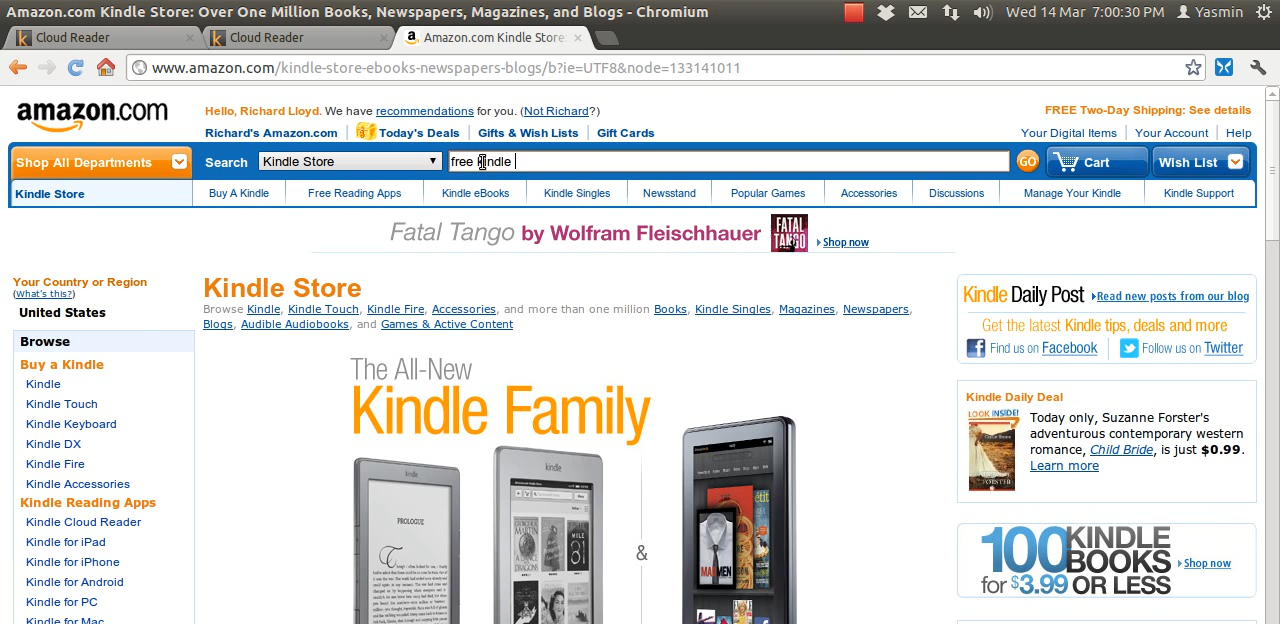 Amazon.com Kindle Store: Over One Million Books, Newspapers, Magazines, and Blogs - Chromium
Wed 14 Mar 7:00:30 PM Yasmin
Cloud Reader
Cloud Reader
Amazon.com Kindle Store:
www.amazon.com/kindle-store-ebooks-newspapers-blogs/b?ie=UTF8&node=133141011
amazon.com
Hello, Richard Lloyd. We have recommendations for you. (Not Richard?)
FREE Two-Day Shipping: See details
Richard's Amazon.com Today's Deals Gifts & Wish Lists Gift Cards
Your Digital Items Your Account Help
Shop All Departments Search Kindle Store free kindle GO Cart Wish List
Kindle Store Buy A Kindle Free Reading Apps Kindle eBooks Kindle Singles Newsstand Popular Games Accessories Discussions Manage Your Kindle Kindle Support
Fatal Tango by Wolfram Fleischhauer FATAL TANGO Shop now
Your Country or Region
(What's this?)
United States
Browse
Buy a Kindle
Kindle
Kindle Touch
Kindle Keyboard
Kindle DX
Kindle Fire
Kindle Accessories
Kindle Reading Apps
Kindle Cloud Reader
Kindle for iPad
Kindle for iPhone
Kindle for Android
Kindle for PC
Kindle for Mac
Kindle Store
Browse Kindle, Kindle Touch, Kindle Fire, Accessories, and more than one million Books, Kindle Singles, Magazines, Newspapers,
Blogs, Audible Audiobooks, and Games & Active Content
The All-New
Kindle Family
kindle
PROLOGUE
kindle
MILE 81
&
MAD MEN
Kindle Daily Post Read new posts from our blog
Get the latest Kindle tips, deals and more
Find us on Facebook Follow us on Twitter
Kindle Daily Deal
LOOK INSIDE!
Today only, Suzanne Forster's
adventurous contemporary western
romance, Child Bride, is just $0.99.
Learn more
100 KINDLE BOOKS
for $3.99 OR LESS
Shop now